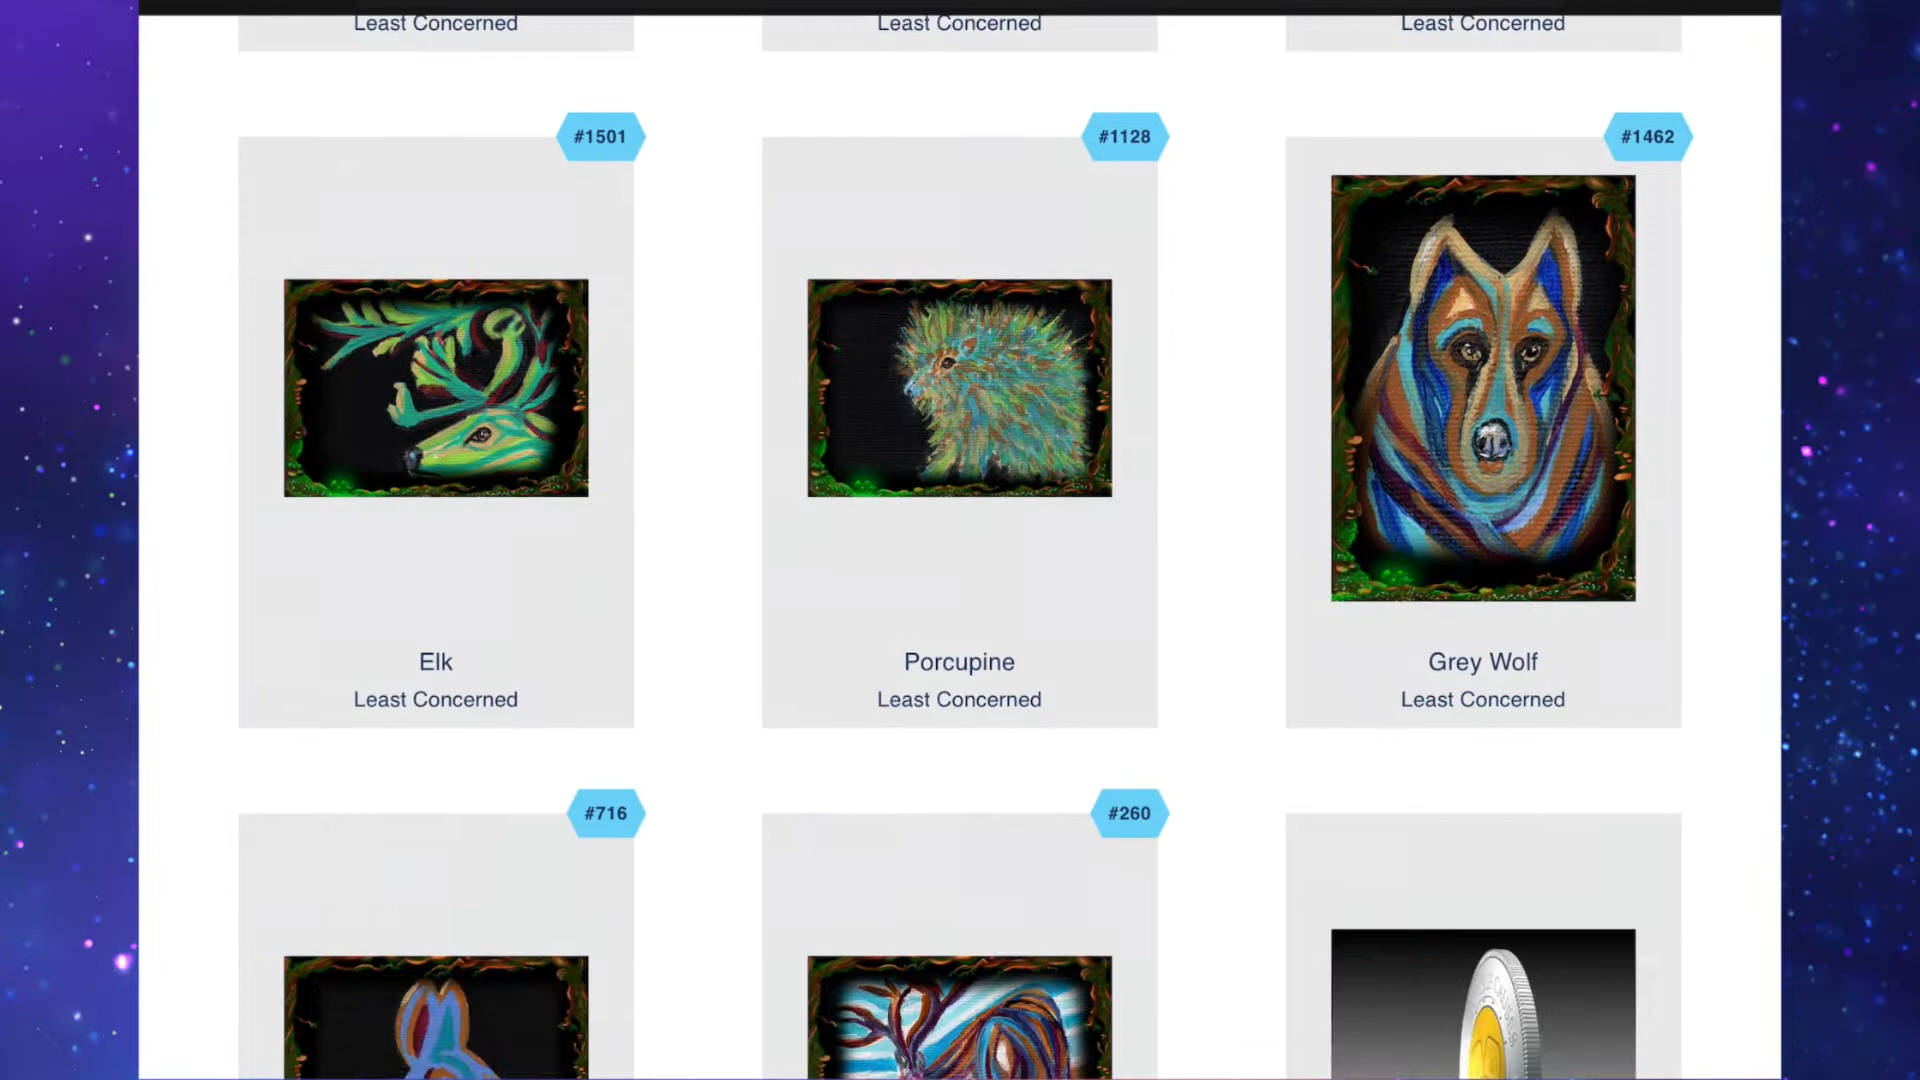 Least Concerned
Least Concerned
Least Concerned
#1501
#1128
#1462
Elk
Least Concerned
Porcupine
Least Concerned
Grey Wolf
Least Concerned
#716
#260